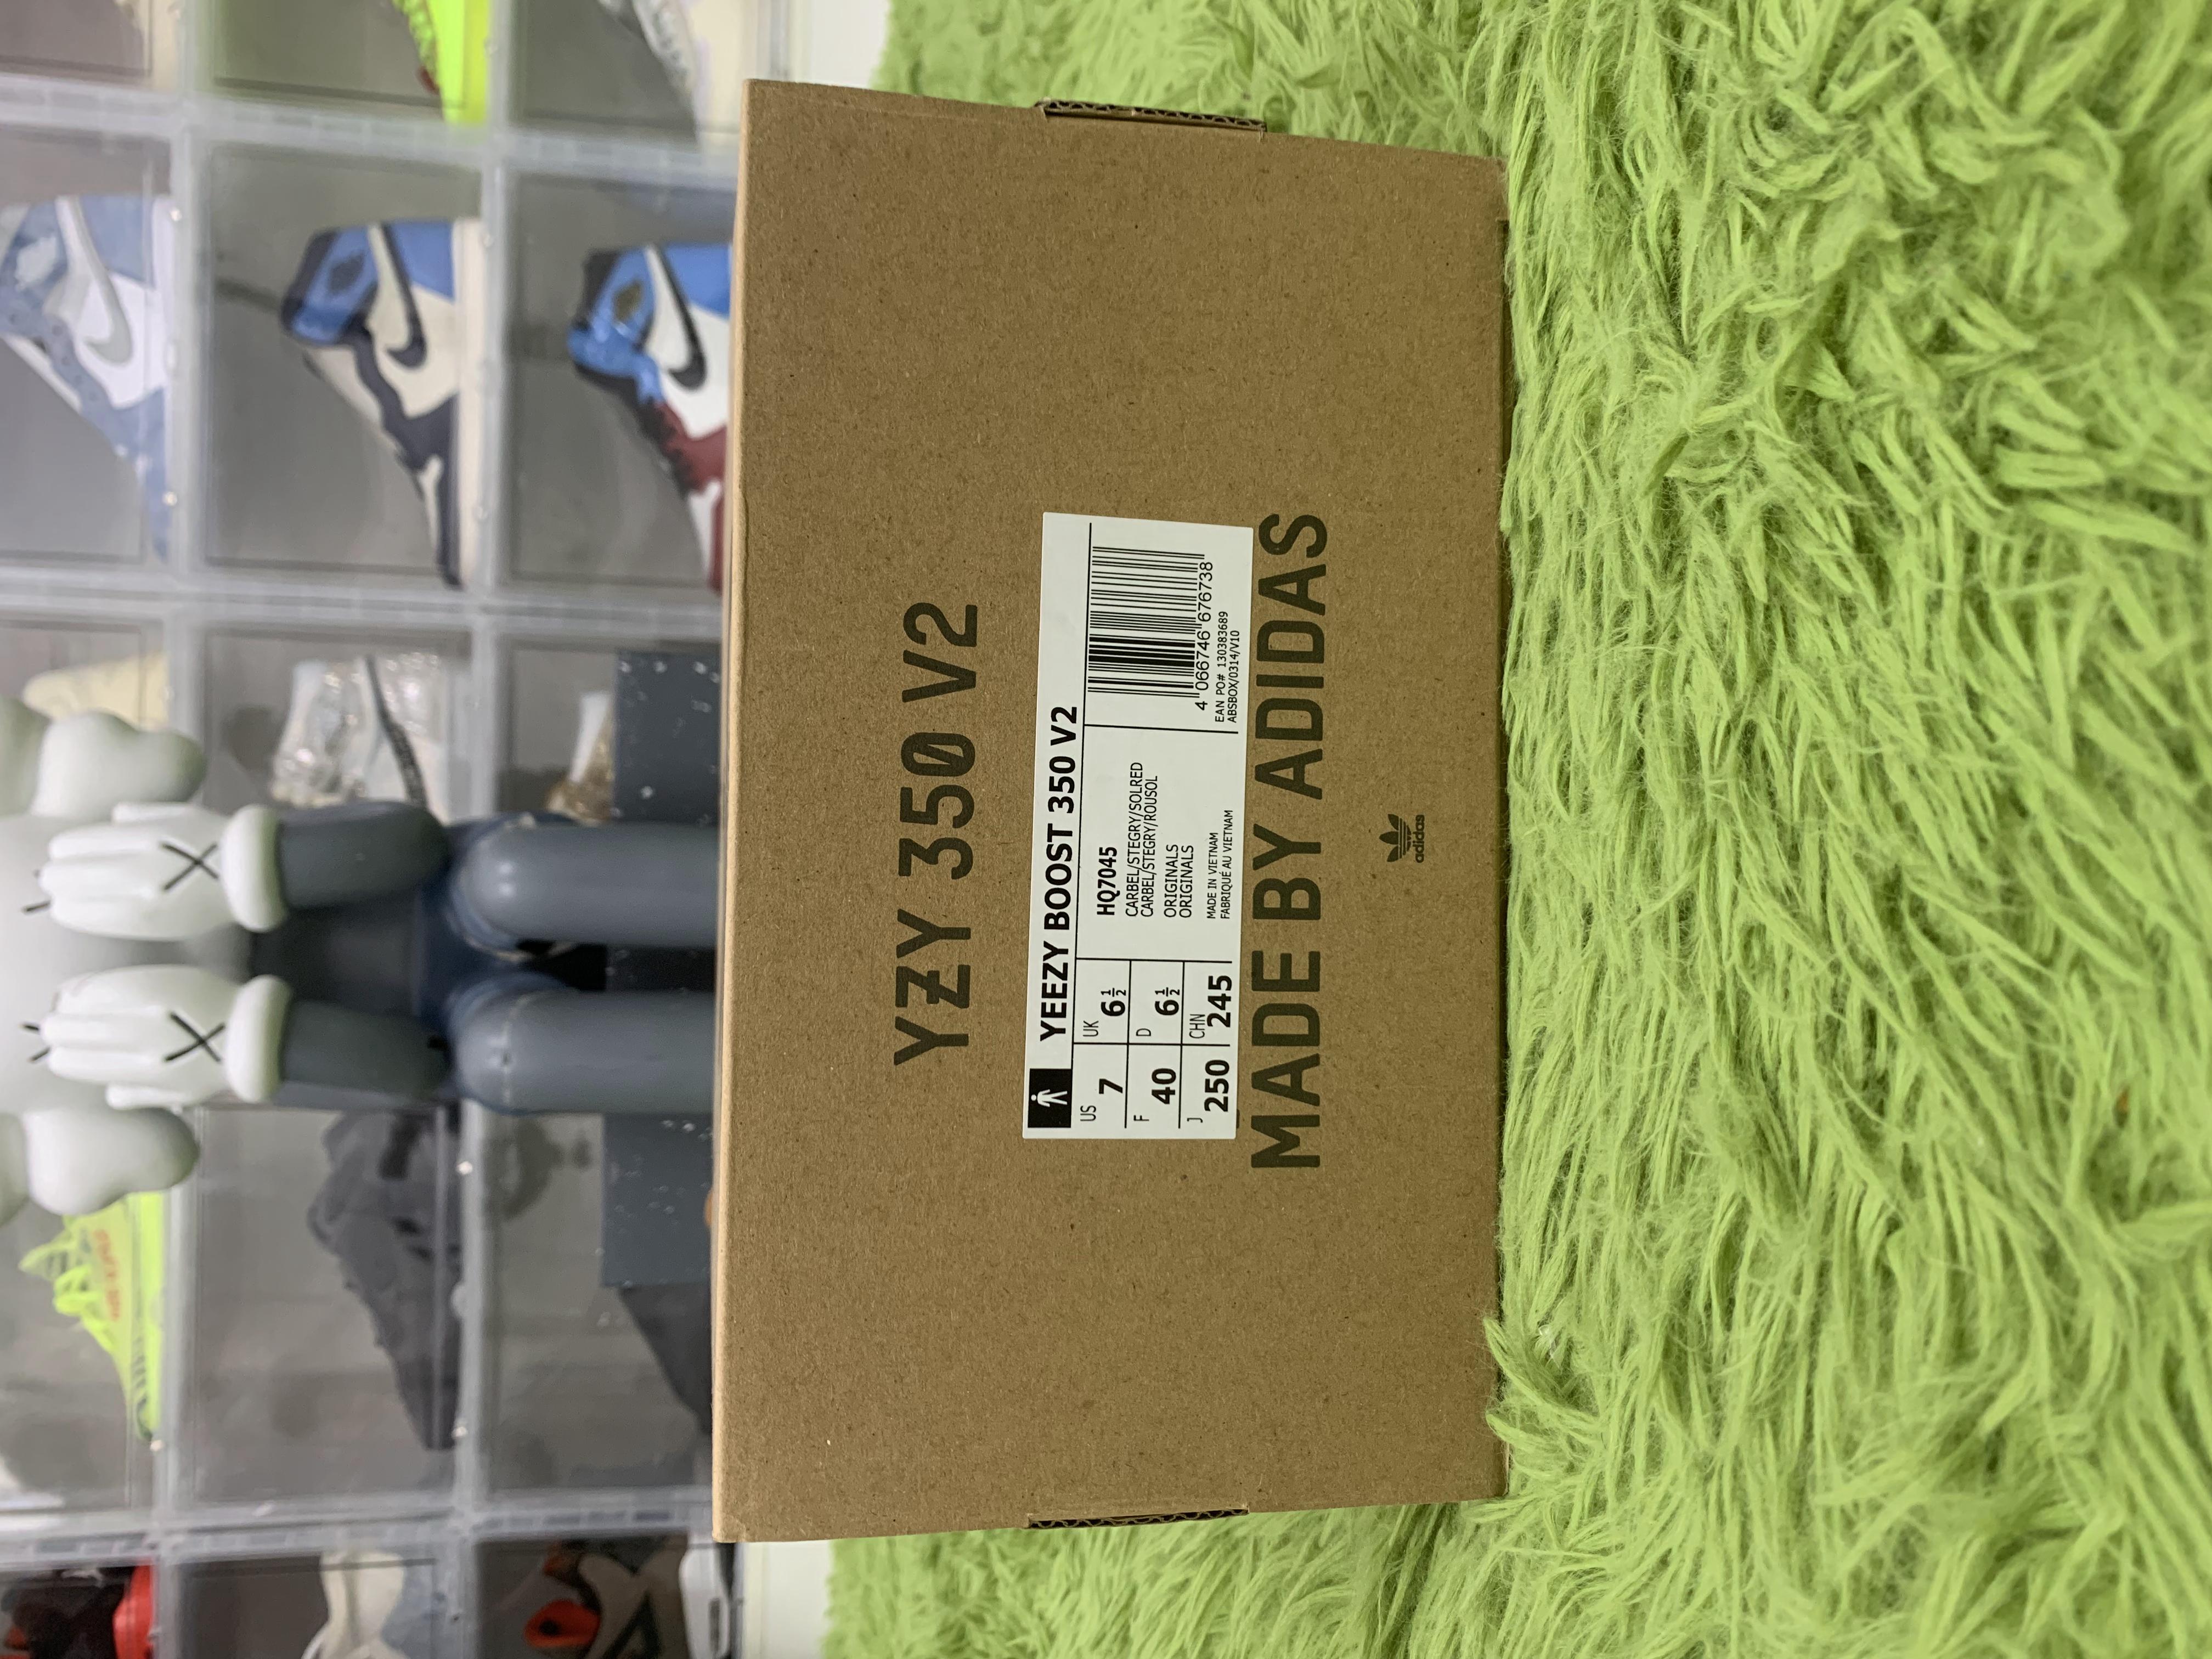 YZY 350 V2
YEEZY BOOST 350 V2
US
7
UK
6½
F
40
D
6½
J
250
CHN
245
HQ7045
CARBEL/STEGRY/SOLRED
CARBEL/STEGRY/ROUSOL
ORIGINALS
ORIGINALS
MADE IN VIETNAM
FABRIQUÉ AU VIETNAM
4 066746 676738
EAN PO# 1303383689
ABSBOX/0314/V10
MADE BY ADIDAS
adidas